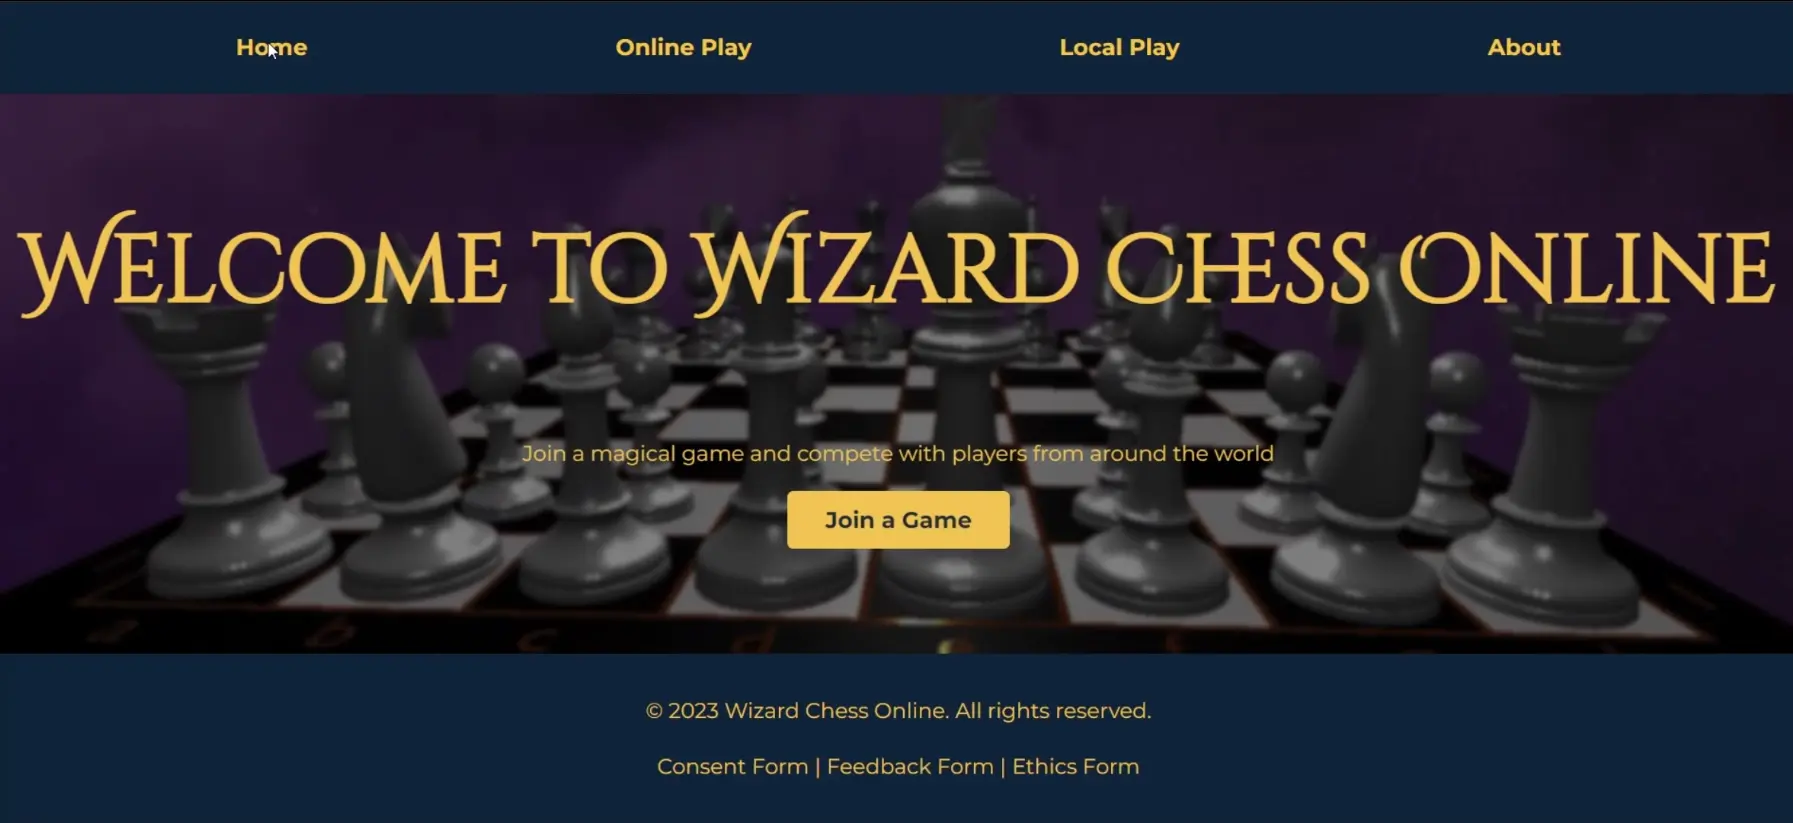 Home Online Play Local Play About
Welcome to Wizard Chess Online
Join a magical game and compete with players from around the world
Join a Game
a b c d e f
© 2023 Wizard Chess Online. All rights reserved.
Consent Form | Feedback Form | Ethics Form